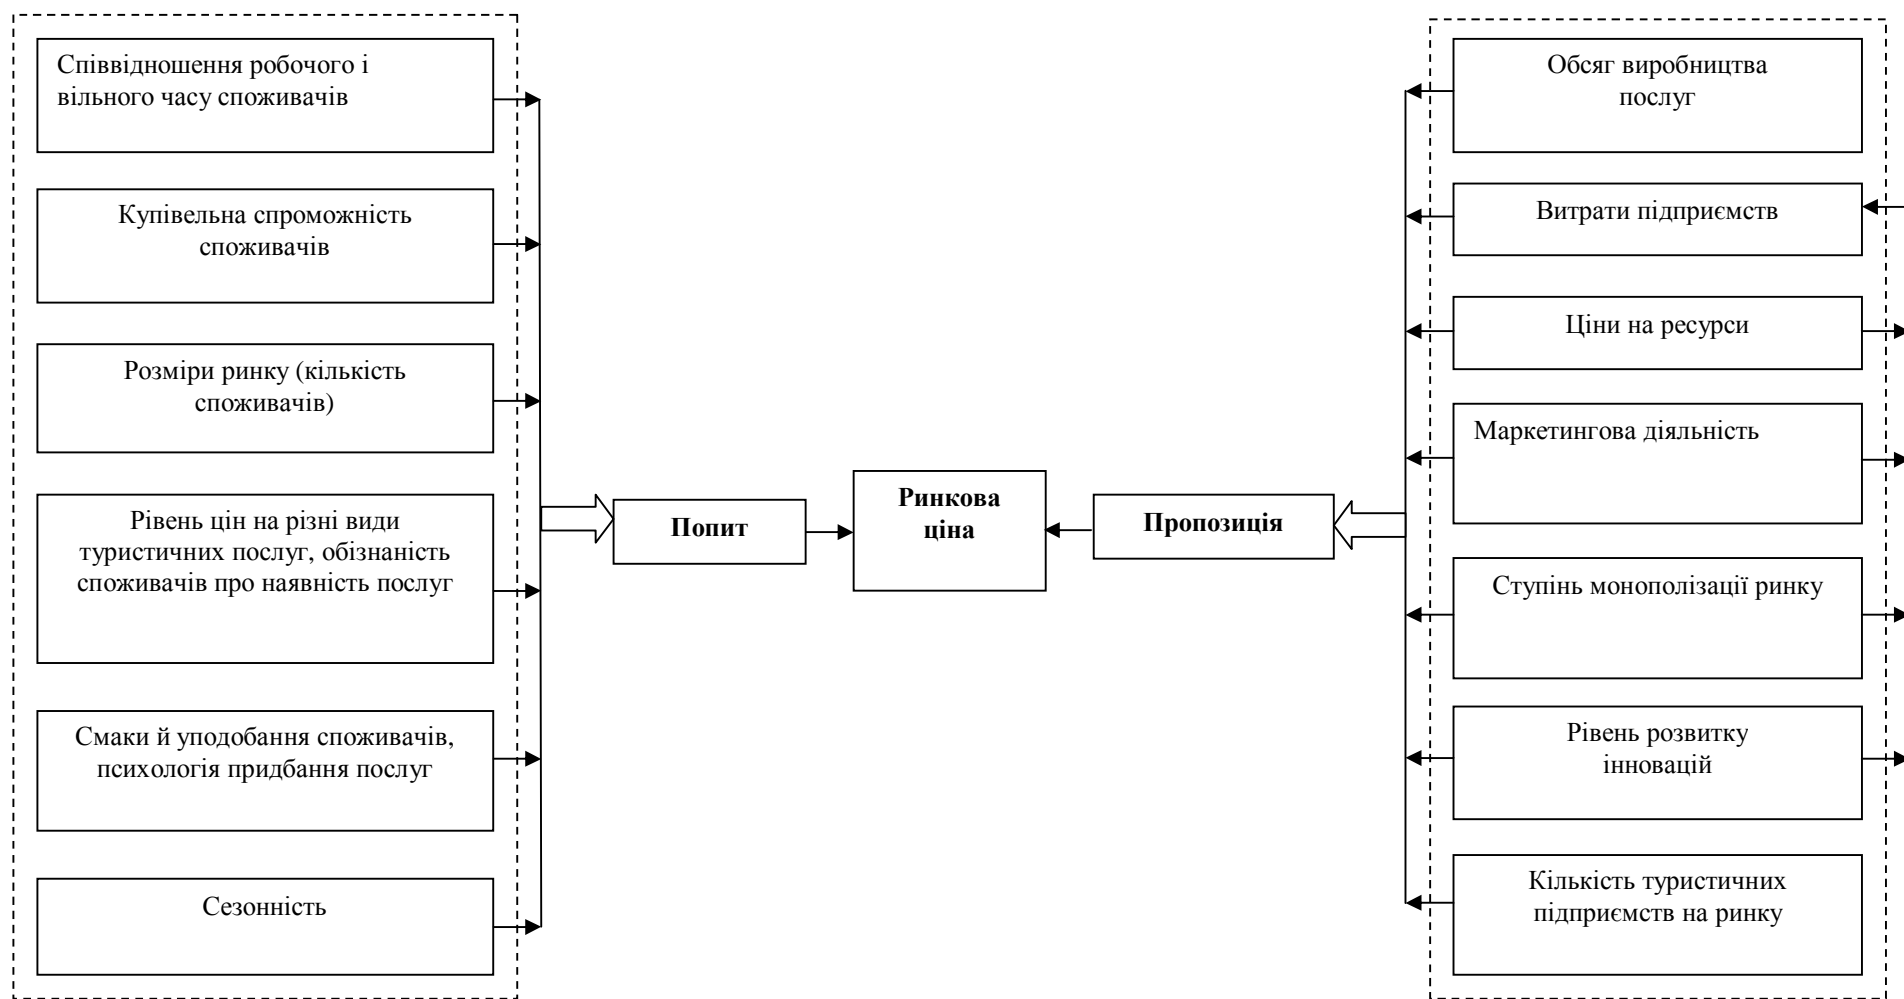 Співвідношення робочого і
вільного часу споживачів
Купівельна спроможність
споживачів
Розміри ринку (кількість
споживачів)
Рівень цін на різні види
туристичних послуг, обізнаність
споживачів про наявність послуг
Смаки й уподобання споживачів,
психологія придбання послуг
Сезонність
Попит
Ринкова
ціна
Пропозиція
Обсяг виробництва
послуг
Витрати підприємств
Ціни на ресурси
Маркетингова діяльність
Ступінь монополізації ринку
Рівень розвитку
інновацій
Кількість туристичних
підприємств на ринку